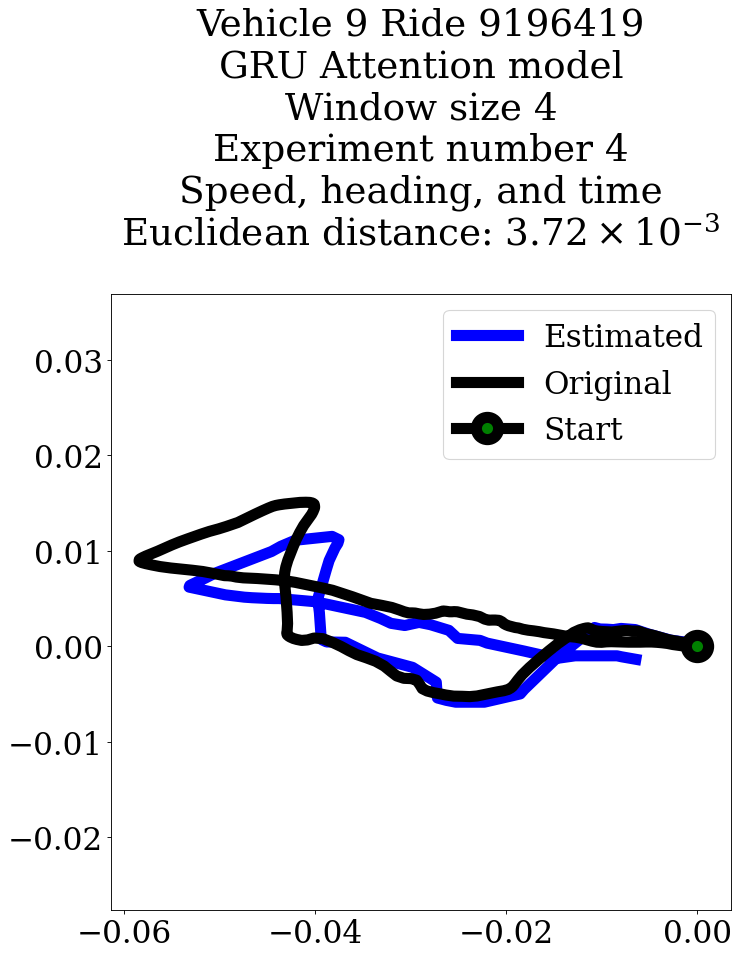 Vehicle 9 Ride 9196419
GRU Attention model
Window size 4
Experiment number 4
Speed, heading, and time
Euclidean distance: 3.72 × 10⁻³
Estimated
Original
Start
0.03
0.02
0.01
0.00
−0.01
−0.02
−0.06
−0.04
−0.02
0.00